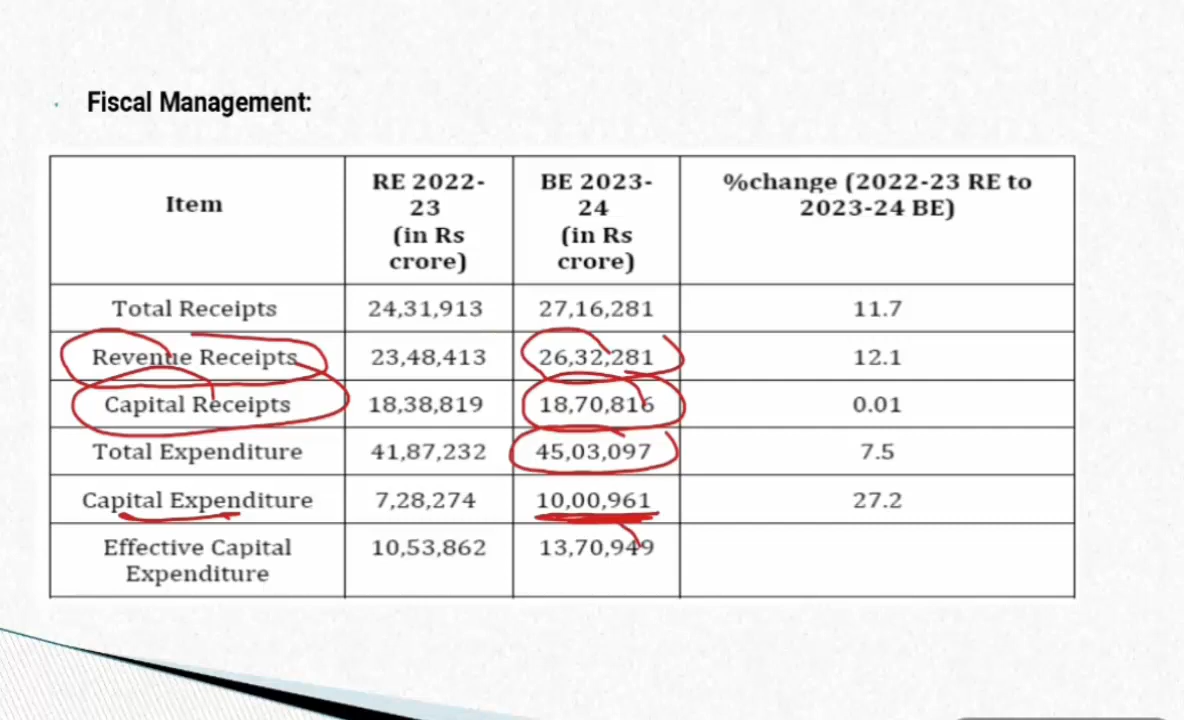 Fiscal Management:
Item
RE 2022-
23
(in Rs
crore)
BE 2023-
24
(in Rs
crore)
%change (2022-23 RE to
2023-24 BE)
Total Receipts 24,31,913 27,16,281 11.7
Revenue Receipts 23,48,413 26,32,281 12.1
Capital Receipts 18,38,819 18,70,816 0.01
Total Expenditure 41,87,232 45,03,097 7.5
Capital Expenditure 7,28,274 10,00,961 27.2
Effective Capital
Expenditure
10,53,862 13,70,949